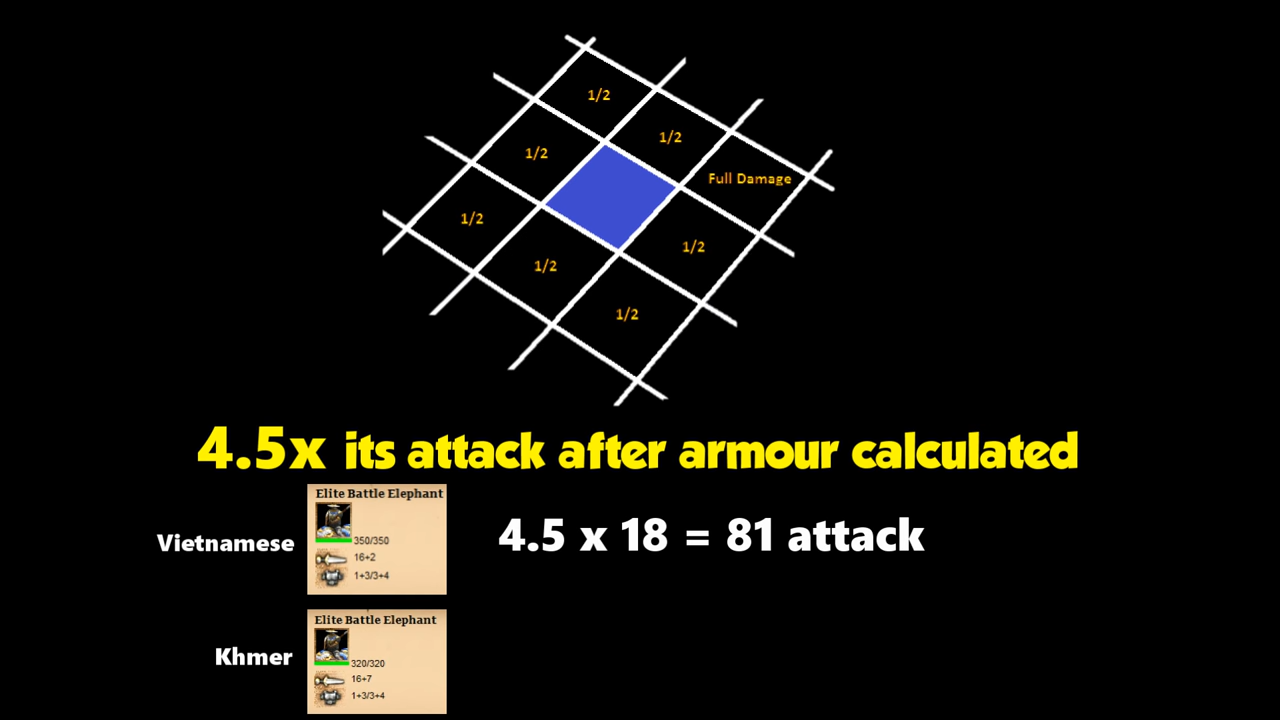 1/2
1/2
1/2
Full Damage
1/2
1/2
1/2
1/2
4.5x its attack after armour calculated
Elite Battle Elephant
Vietnamese
350/350
16+2
1+3/3+4
4.5 x 18 = 81 attack
Elite Battle Elephant
Khmer
320/320
16+7
1+3/3+4